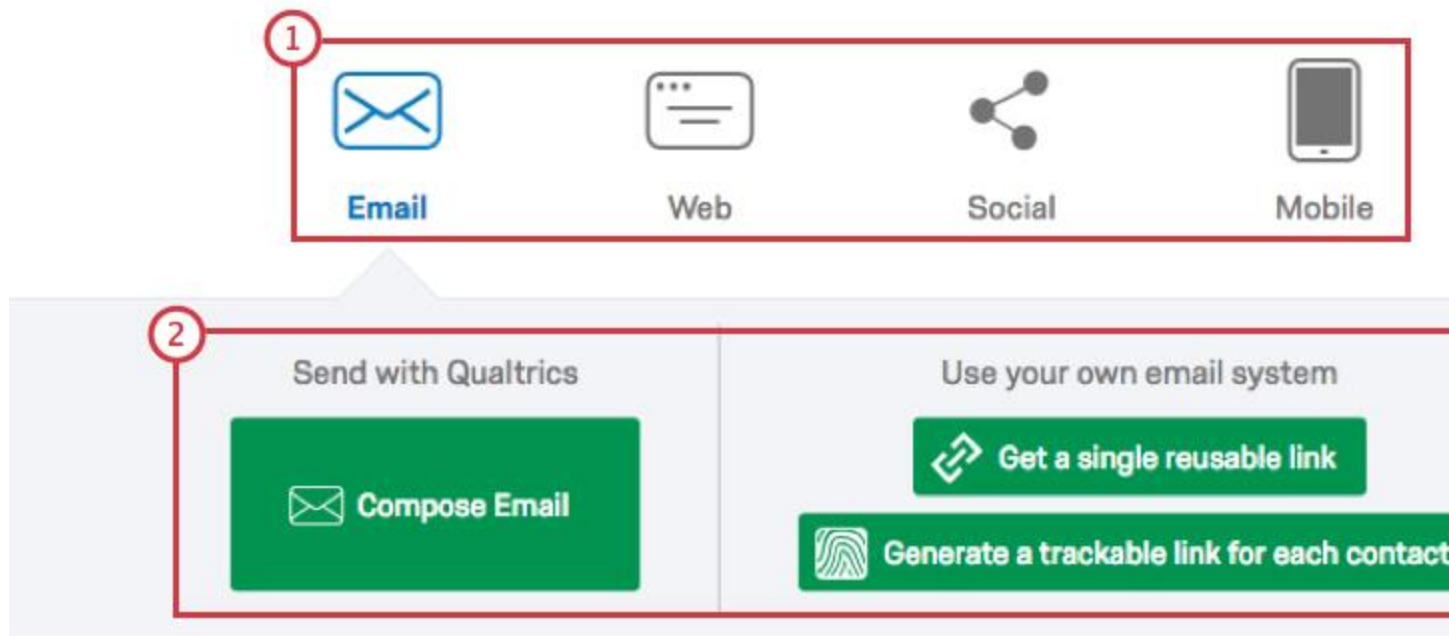 1
Email
Web
Social
Mobile
2
Send with Qualtrics
Use your own email system
Compose Email
Get a single reusable link
Generate a trackable link for each contact